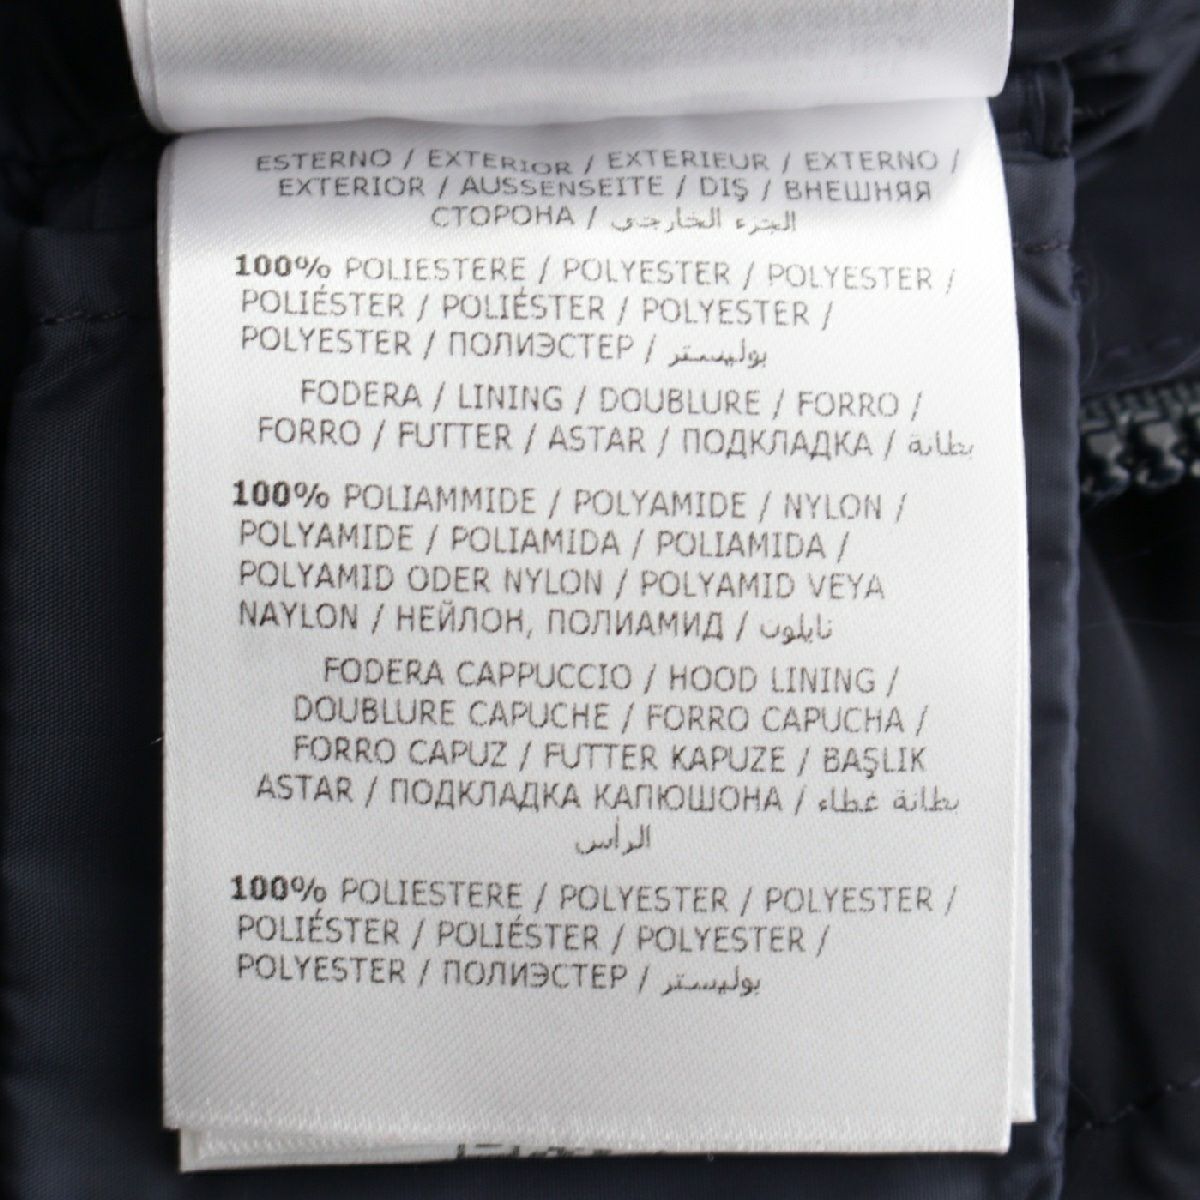 ESTERNO / EXTERIOR / EXTERIEUR / EXTERNO /
EXTERIOR / AUSSENSEITE / DIŞ / ВНЕШНЯЯ
СТОРОНА / الجزء الخارجي
100% POLIESTERE / POLYESTER / POLYESTER /
POLIÉSTER / POLIÉSTER / POLYESTER /
POLYESTER / ПОЛИЭСТЕР / بوليستر
FODERA / LINING / DOUBLURE / FORRO /
FORRO / FUTTER / ASTAR / ПОДКЛАДКА / بطانة
100% POLIAMMIDE / POLYAMIDE / NYLON /
POLYAMIDE / POLIAMIDA / POLIAMIDA /
POLYAMID ODER NYLON / POLYAMID VEYA
NAYLON / НЕЙЛОН, ПОЛИАМИД / نايلون
FODERA CAPPUCCIO / HOOD LINING /
DOUBLURE CAPUCHE / FORRO CAPUCHA /
FORRO CAPUZ / FUTTER KAPUZE / BAŞLIK
ASTAR / ПОДКЛАДКА КАПЮШОНА / بطانة غطاء
الرأس
100% POLIESTERE / POLYESTER / POLYESTER /
POLIÉSTER / POLIÉSTER / POLYESTER /
POLYESTER / ПОЛИЭСТЕР / بوليستر